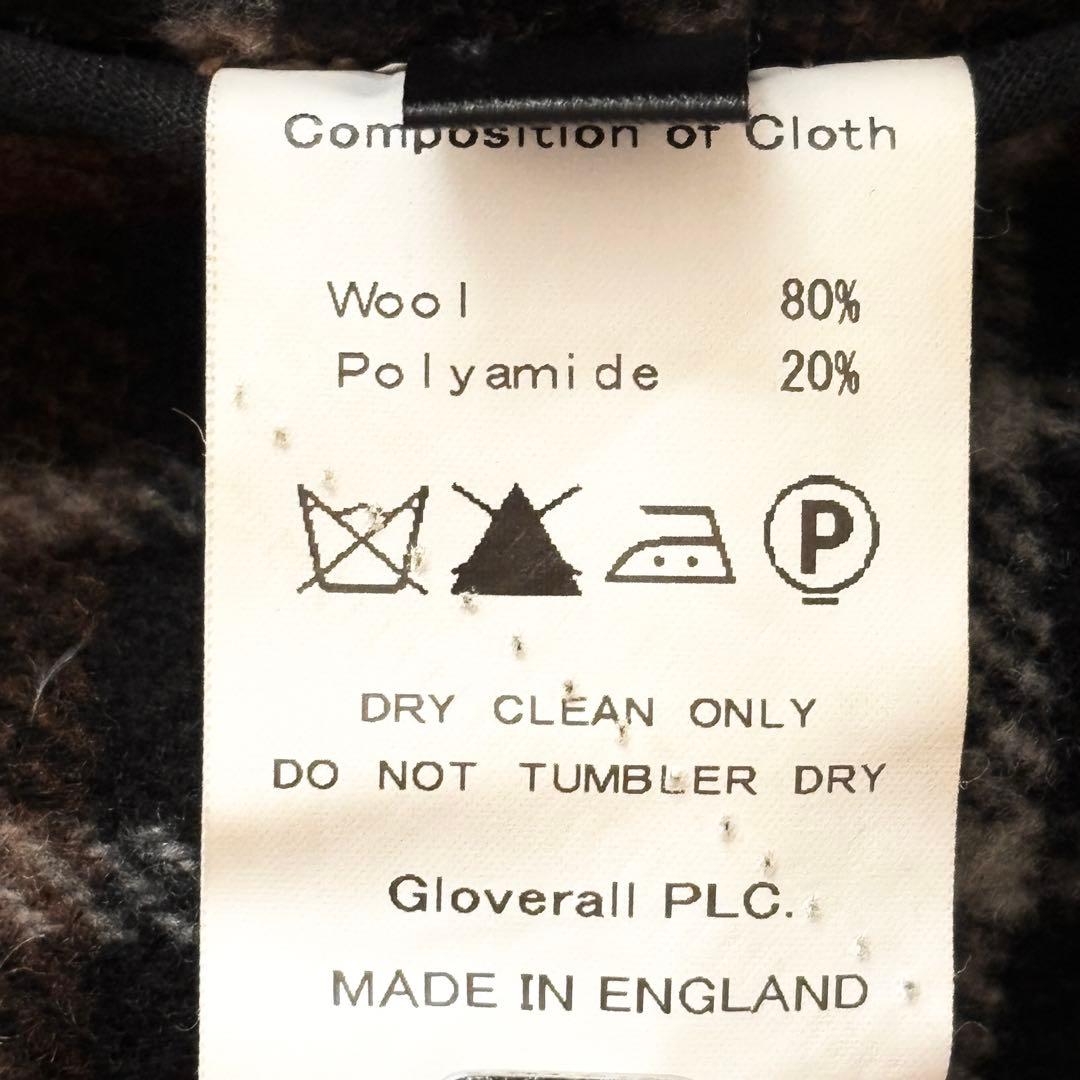 Composition of Cloth
Wool 80%
Polyamide 20%
P
DRY CLEAN ONLY
DO NOT TUMBLER DRY
Gloverall PLC.
MADE IN ENGLAND